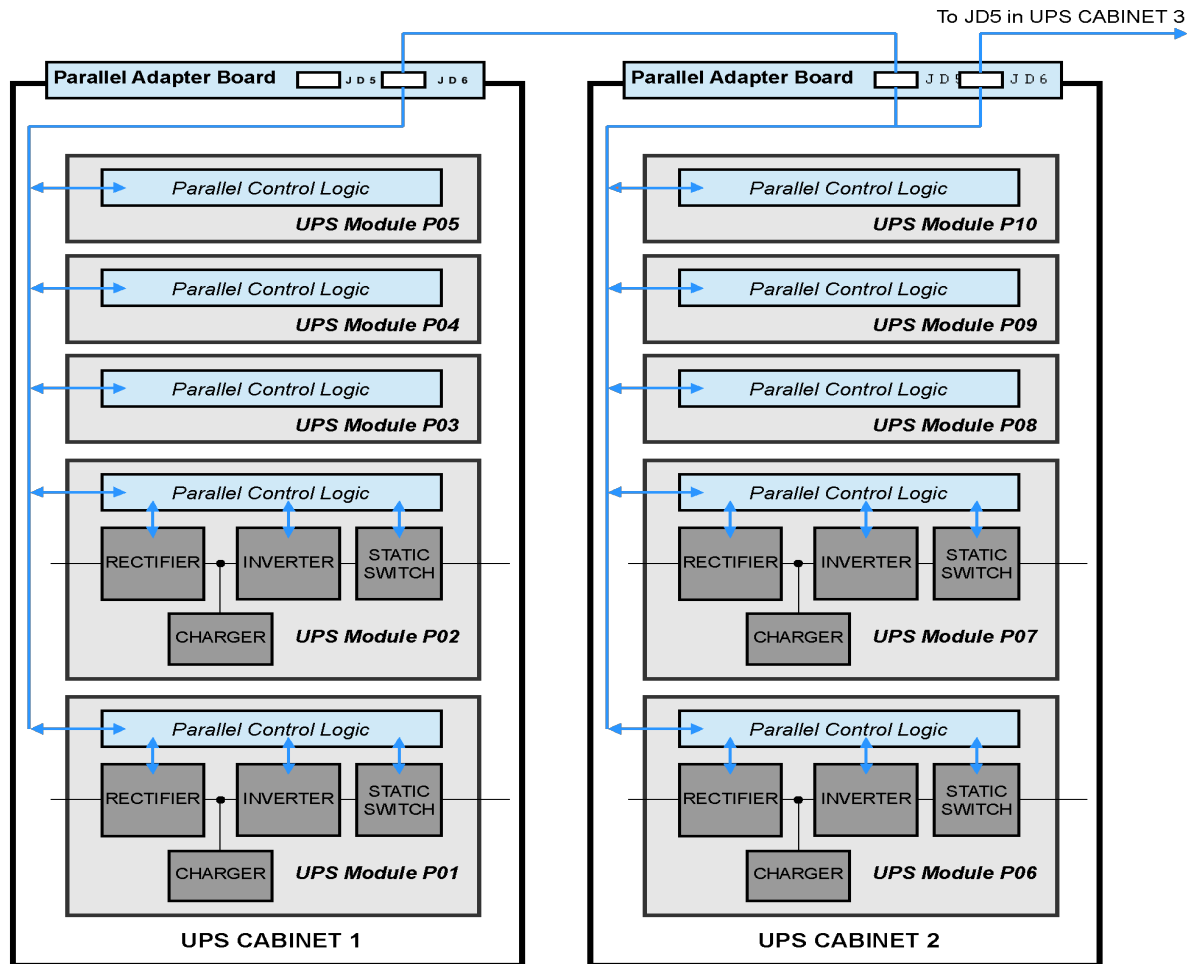 To JD5 in UPS CABINET 3
Parallel Adapter Board JD5 JD6
Parallel Control Logic
UPS Module P05
Parallel Control Logic
UPS Module P04
Parallel Control Logic
UPS Module P03
Parallel Control Logic
RECTIFIER INVERTER STATIC
SWITCH
CHARGER UPS Module P02
Parallel Control Logic
RECTIFIER INVERTER STATIC
SWITCH
CHARGER UPS Module P01
UPS CABINET 1
Parallel Adapter Board JD5 JD6
Parallel Control Logic
UPS Module P10
Parallel Control Logic
UPS Module P09
Parallel Control Logic
UPS Module P08
Parallel Control Logic
RECTIFIER INVERTER STATIC
SWITCH
CHARGER UPS Module P07
Parallel Control Logic
RECTIFIER INVERTER STATIC
SWITCH
CHARGER UPS Module P06
UPS CABINET 2